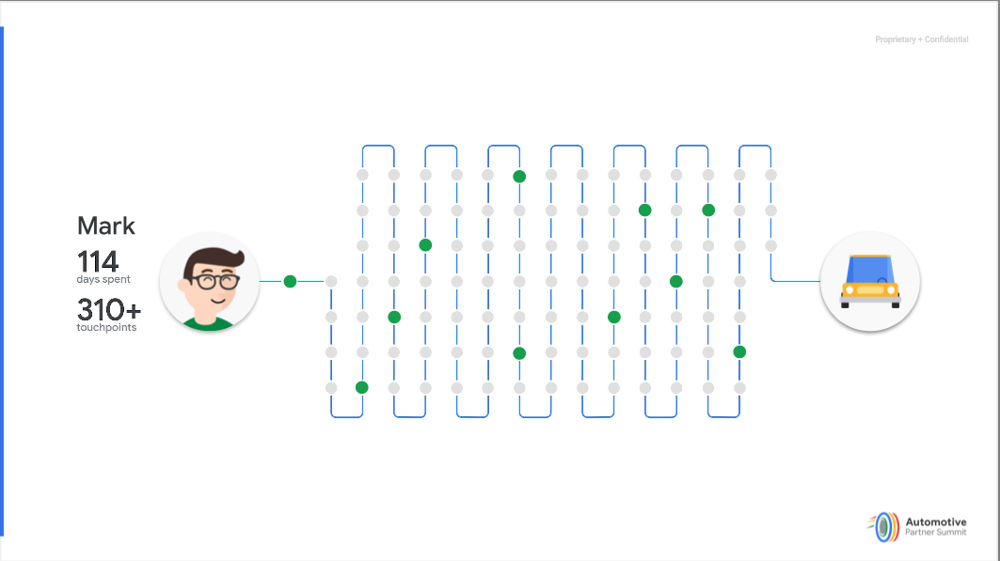 Proprietary + Confidential
Mark
114
days spent
310+
touchpoints
Automotive
Partner Summit